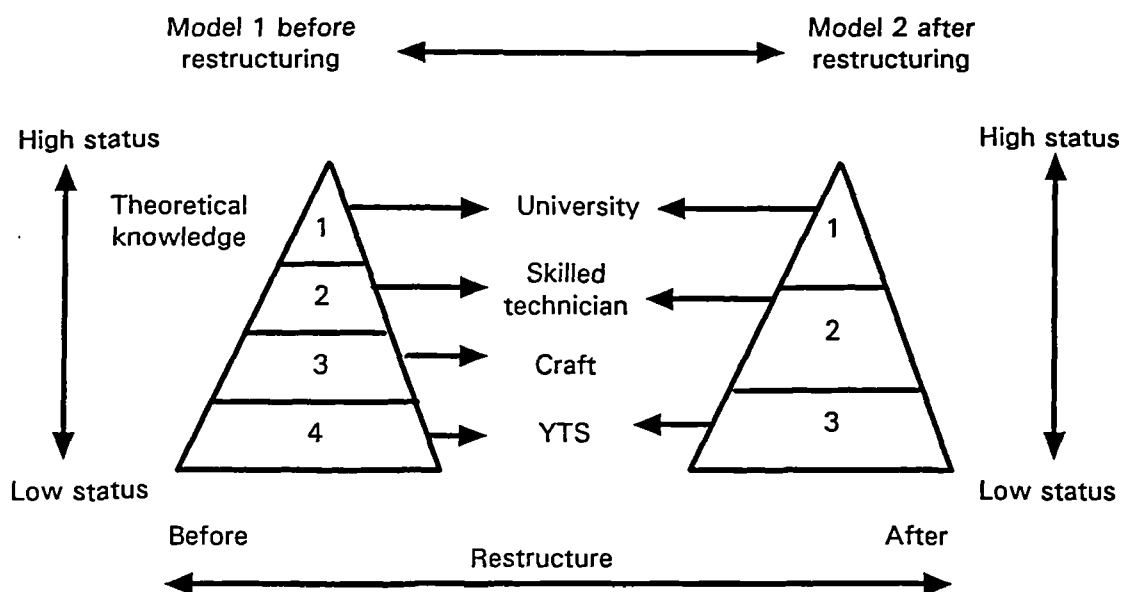 Model 1 before
restructuring
Model 2 after
restructuring
High status
High status
Theoretical
knowledge
1
University
1
2
Skilled
technician
2
3
Craft
4
YTS
3
Low status
Low status
Before
After
Restructure